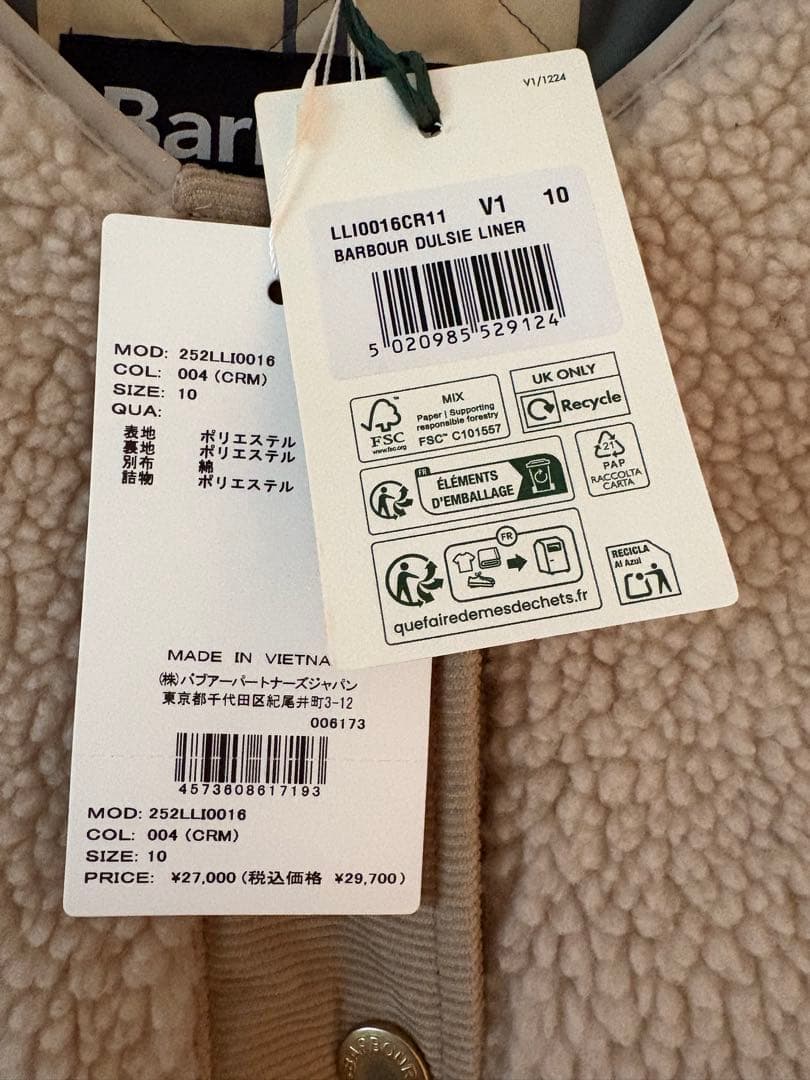 V1/1224
LLI0016CR11 V1 10
BARBOUR DULSIE LINER
5 020985 529124
FSC™
www.fsc.org
MIX
Paper | Supporting
responsible forestry
FSC™ C101557
UK ONLY
Recycle
FR
ÉLÉMENTS
D'EMBALLAGE
21
PAP
RACCOLTA
CARTA
FR
quefairedemesdechets.fr
RECICLA
Al Azul
MOD: 252LLI0016
COL: 004 (CRM)
SIZE: 10
QUA:
表地 ポリエステル
裏地 ポリエステル
別布 綿
詰物 ポリエステル
MADE IN VIETNA
(株)バブアーパートナーズジャパン
東京都千代田区紀尾井町3-12
006173
4573608617193
MOD: 252LLI0016
COL: 004 (CRM)
SIZE: 10
PRICE: ¥27,000 (税込価格 ¥29,700)
BARBOUR